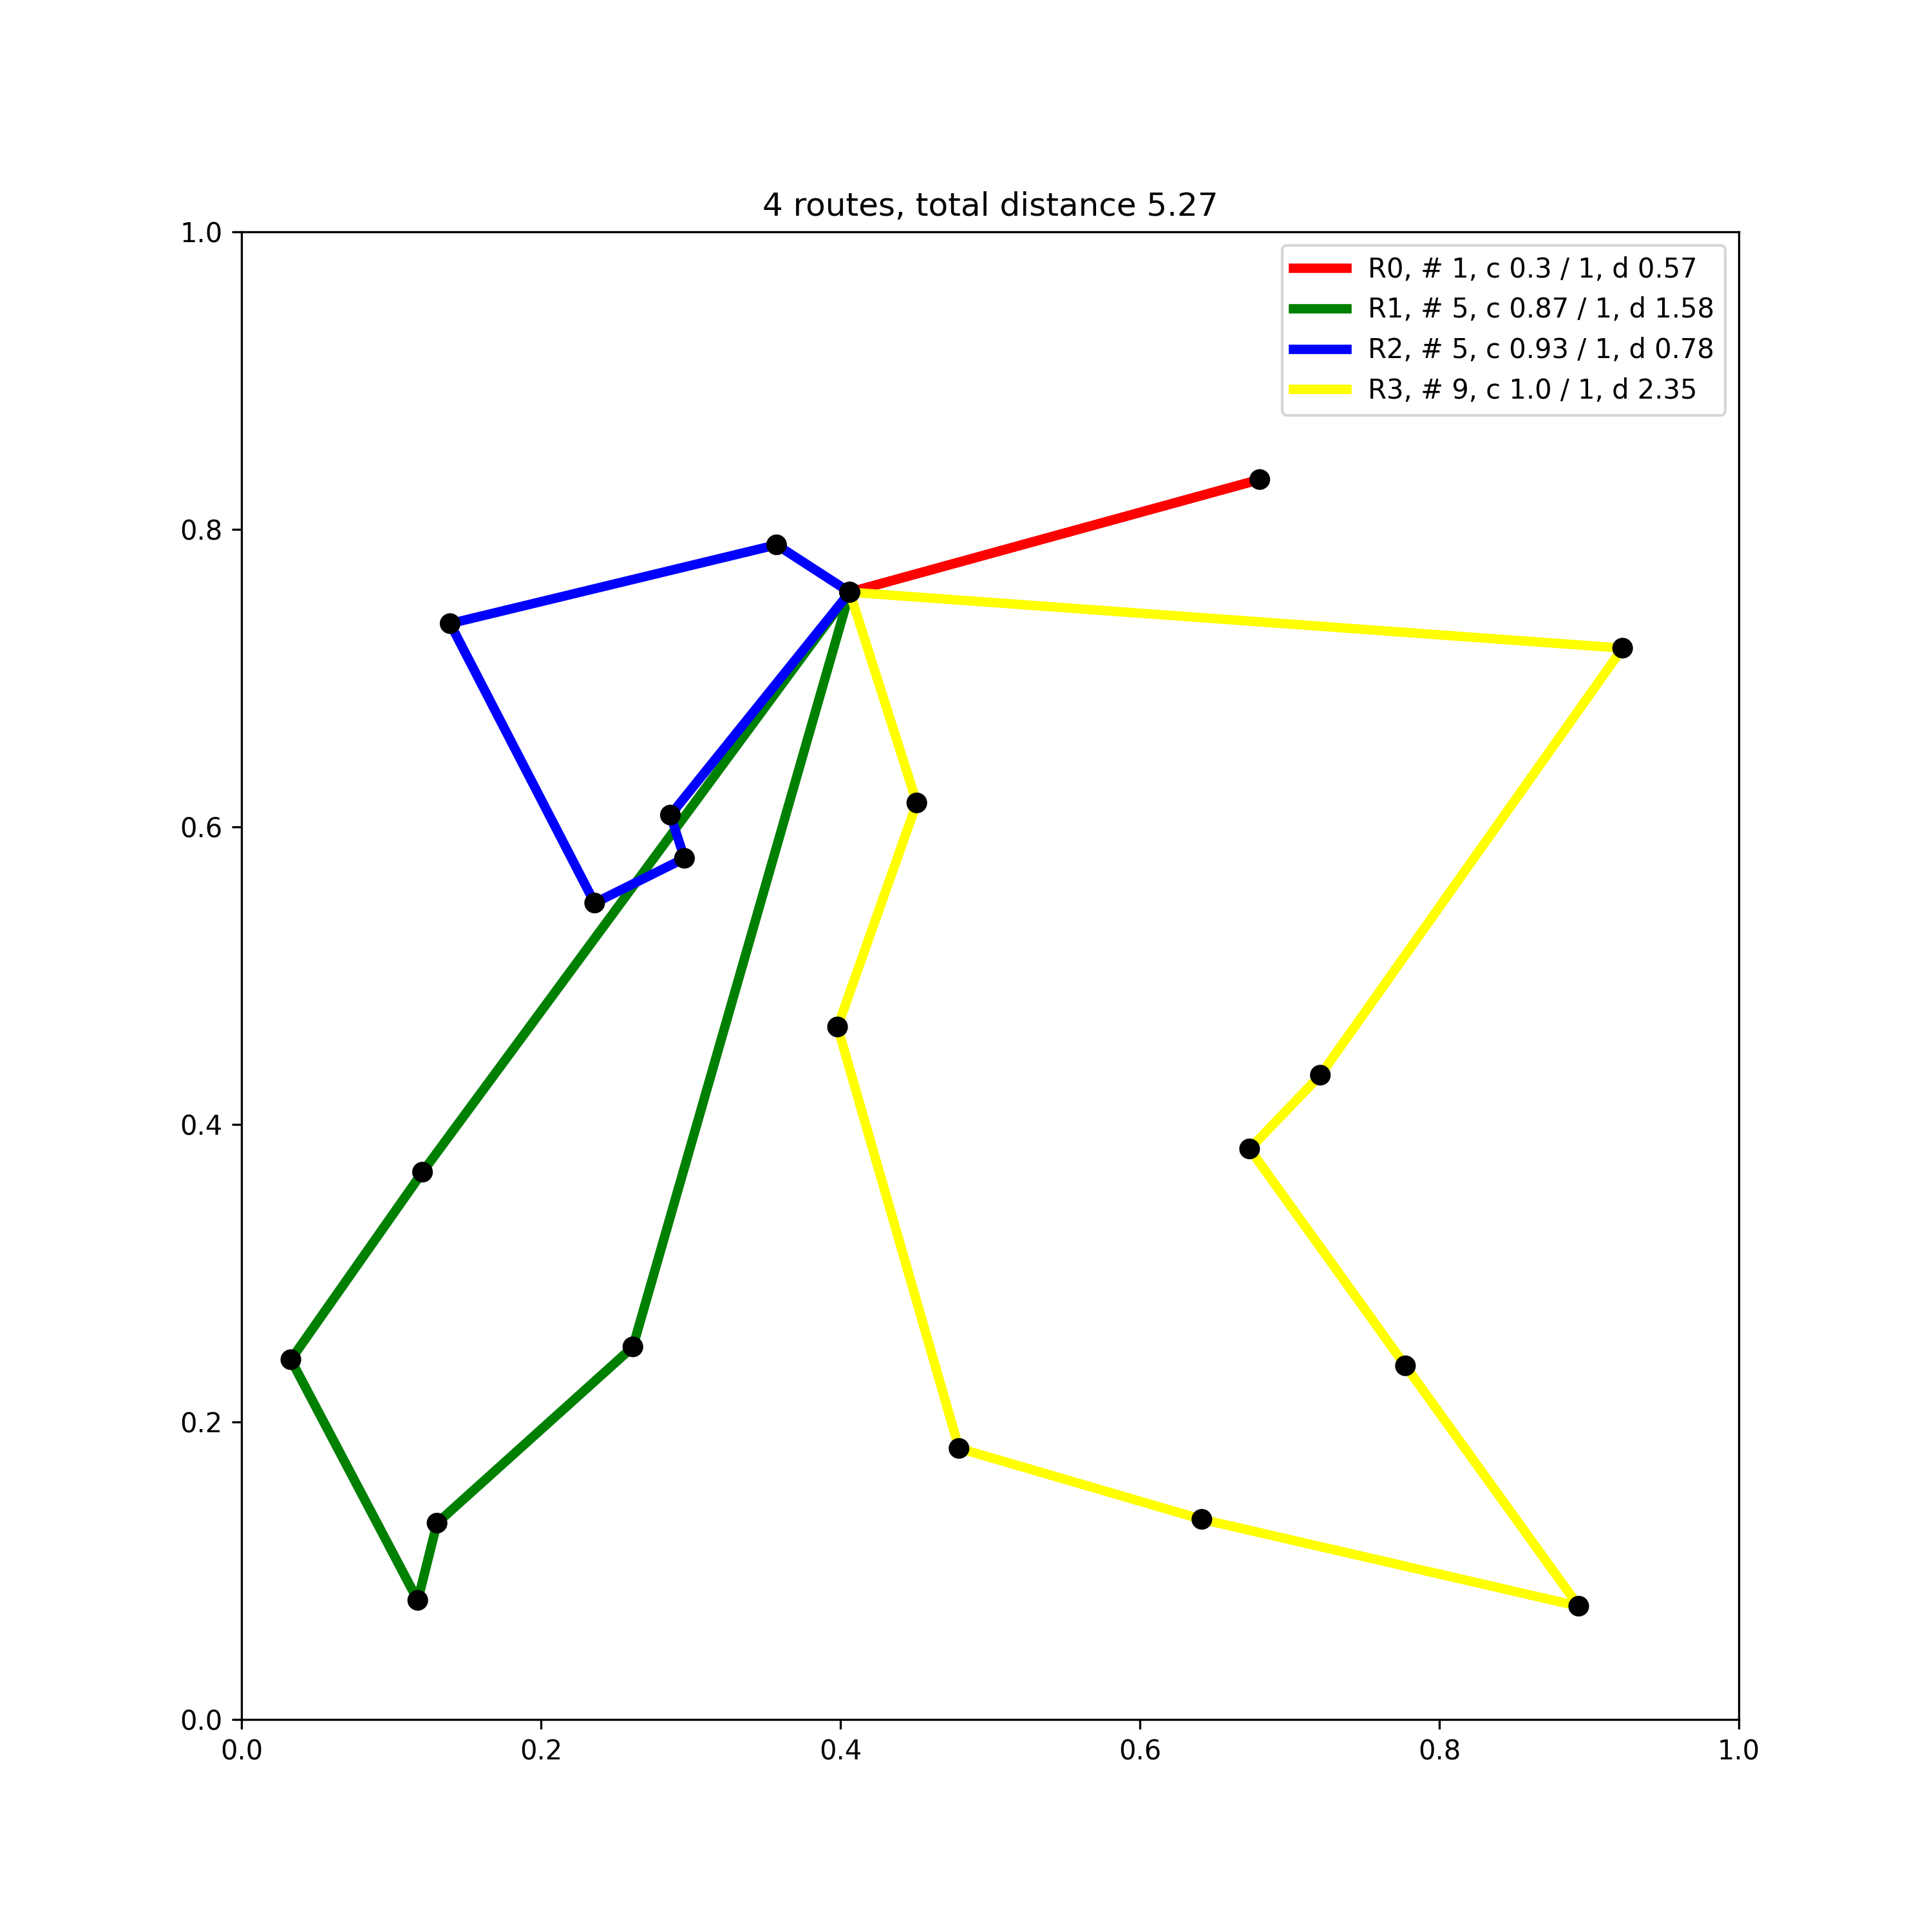 4 routes, total distance 5.27
R0, # 1, c 0.3 / 1, d 0.57
R1, # 5, c 0.87 / 1, d 1.58
R2, # 5, c 0.93 / 1, d 0.78
R3, # 9, c 1.0 / 1, d 2.35
1.0
0.8
0.6
0.4
0.2
0.0
0.0 0.2 0.4 0.6 0.8 1.0